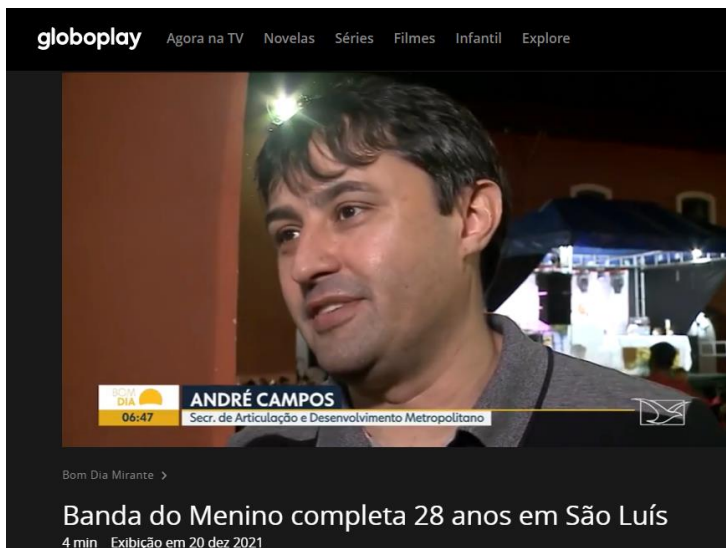 globoplay Agora na TV Novelas Séries Filmes Infantil Explore
BOM
DIA
06:47
ANDRÉ CAMPOS
Secr. de Articulação e Desenvolvimento Metropolitano
Bom Dia Mirante >
Banda do Menino completa 28 anos em São Luís
4 min Exibição em 20 dez 2021